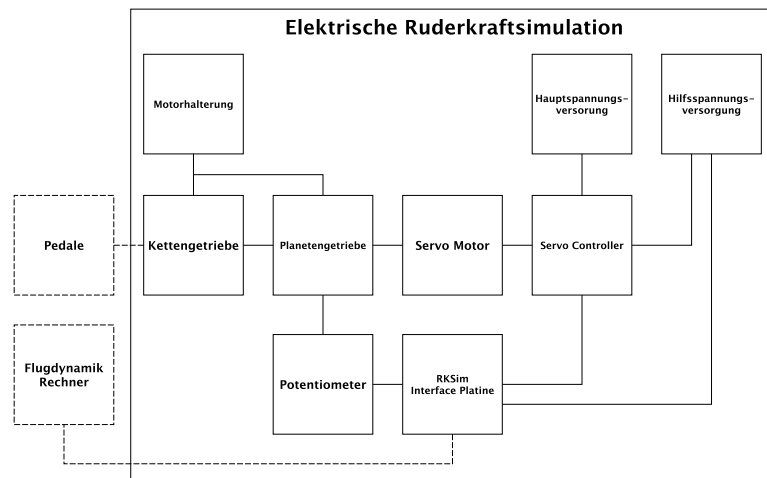 Elektrische Ruderkraftsimulation
Motorhalterung
Hauptspannungs-
versorung
Hilfsspannungs-
versorgung
Pedale
Kettengetriebe
Planetengetriebe
Servo Motor
Servo Controller
Flugdynamik
Rechner
Potentiometer
RKSim
Interface Platine